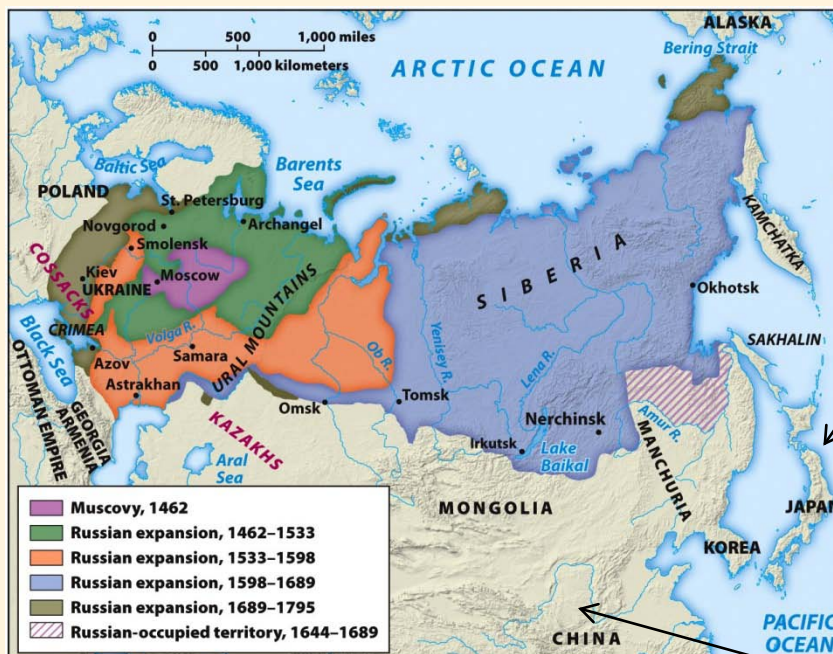 ALASKA
0 500 1,000 miles
0 500 1,000 kilometers
Bering Strait
ARCTIC OCEAN
Baltic Sea
Barents
Sea
POLAND
St. Petersburg
Novgorod
Archangel
Smolensk
KAMCHATKA
SIBERIA
COSSACKS
Kiev
UKRAINE
Moscow
URAL MOUNTAINS
Okhotsk
CRIMEA
Black Sea
Volga R.
Yenisey R.
Lena R.
SAKHALIN
Azov
Samara
Ob R.
Astrakhan
OTTOMAN EMPIRE
GEORGIA
ARMENIA
Omsk
Tomsk
Nerchinsk
Amur R.
KAZAKHS
Irkutsk
Lake
Baikal
MANCHURIA
Aral
Sea
MONGOLIA
JAPAN
KOREA
CHINA
PACIFIC
OCEAN
Muscovy, 1462
Russian expansion, 1462–1533
Russian expansion, 1533–1598
Russian expansion, 1598–1689
Russian expansion, 1689–1795
Russian-occupied territory, 1644–1689